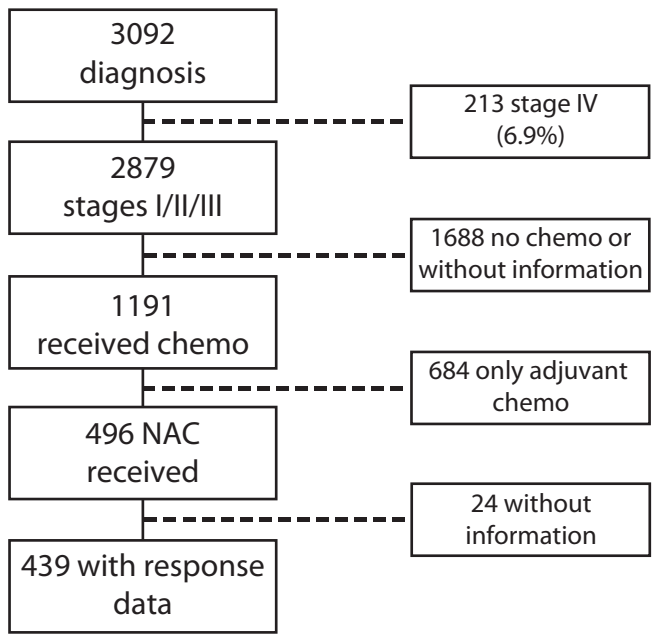 3092
diagnosis
213 stage IV
(6.9%)
2879
stages I/II/III
1688 no chemo or
without information
1191
received chemo
684 only adjuvant
chemo
496 NAC
received
24 without
information
439 with response
data